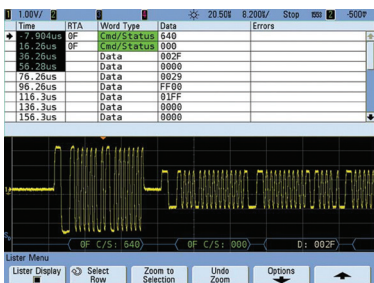 1 1.00V/ 2 3 4 20.50% 8.200%/ Stop 2 -500♡
Time RTA Word Type Data Errors
-7.904us 0F Cmd/Status 640
16.26us 0F Cmd/Status 000
36.26us Data 002F
56.28us Data 0000
76.26us Data 0029
96.26us Data FF00
116.3us Data 01FF
136.3us Data 0000
156.3us Data 0000
0F C/S: 640 0F C/S: 000 D: 002F
Lister Menu
Lister Display Select Row Zoom to Selection Undo Zoom Options